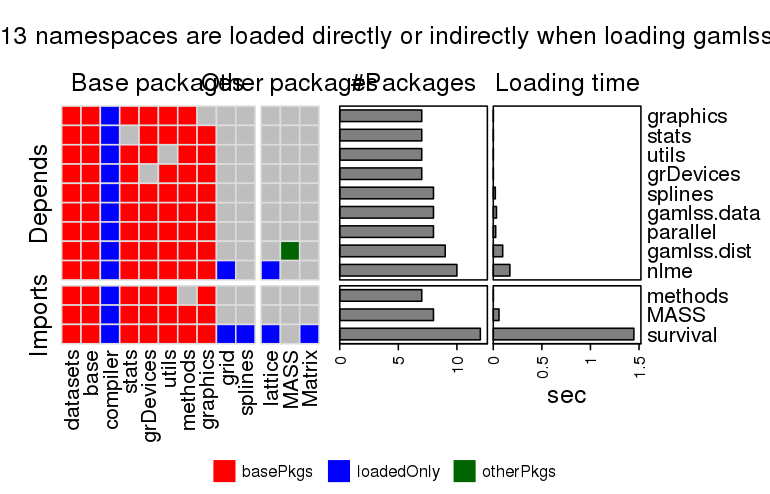 13 namespaces are loaded directly or indirectly when loading gamlss
Base packages
Other packages
#Packages
Loading time
Depends
Imports
graphics
stats
utils
grDevices
splines
gamlss.data
parallel
gamlss.dist
nlme
methods
MASS
survival
datasets
base
compiler
stats
grDevices
utils
methods
graphics
grid
splines
lattice
MASS
Matrix
0
5
10
0
0.5
1
1.5
sec
basePkgs
loadedOnly
otherPkgs